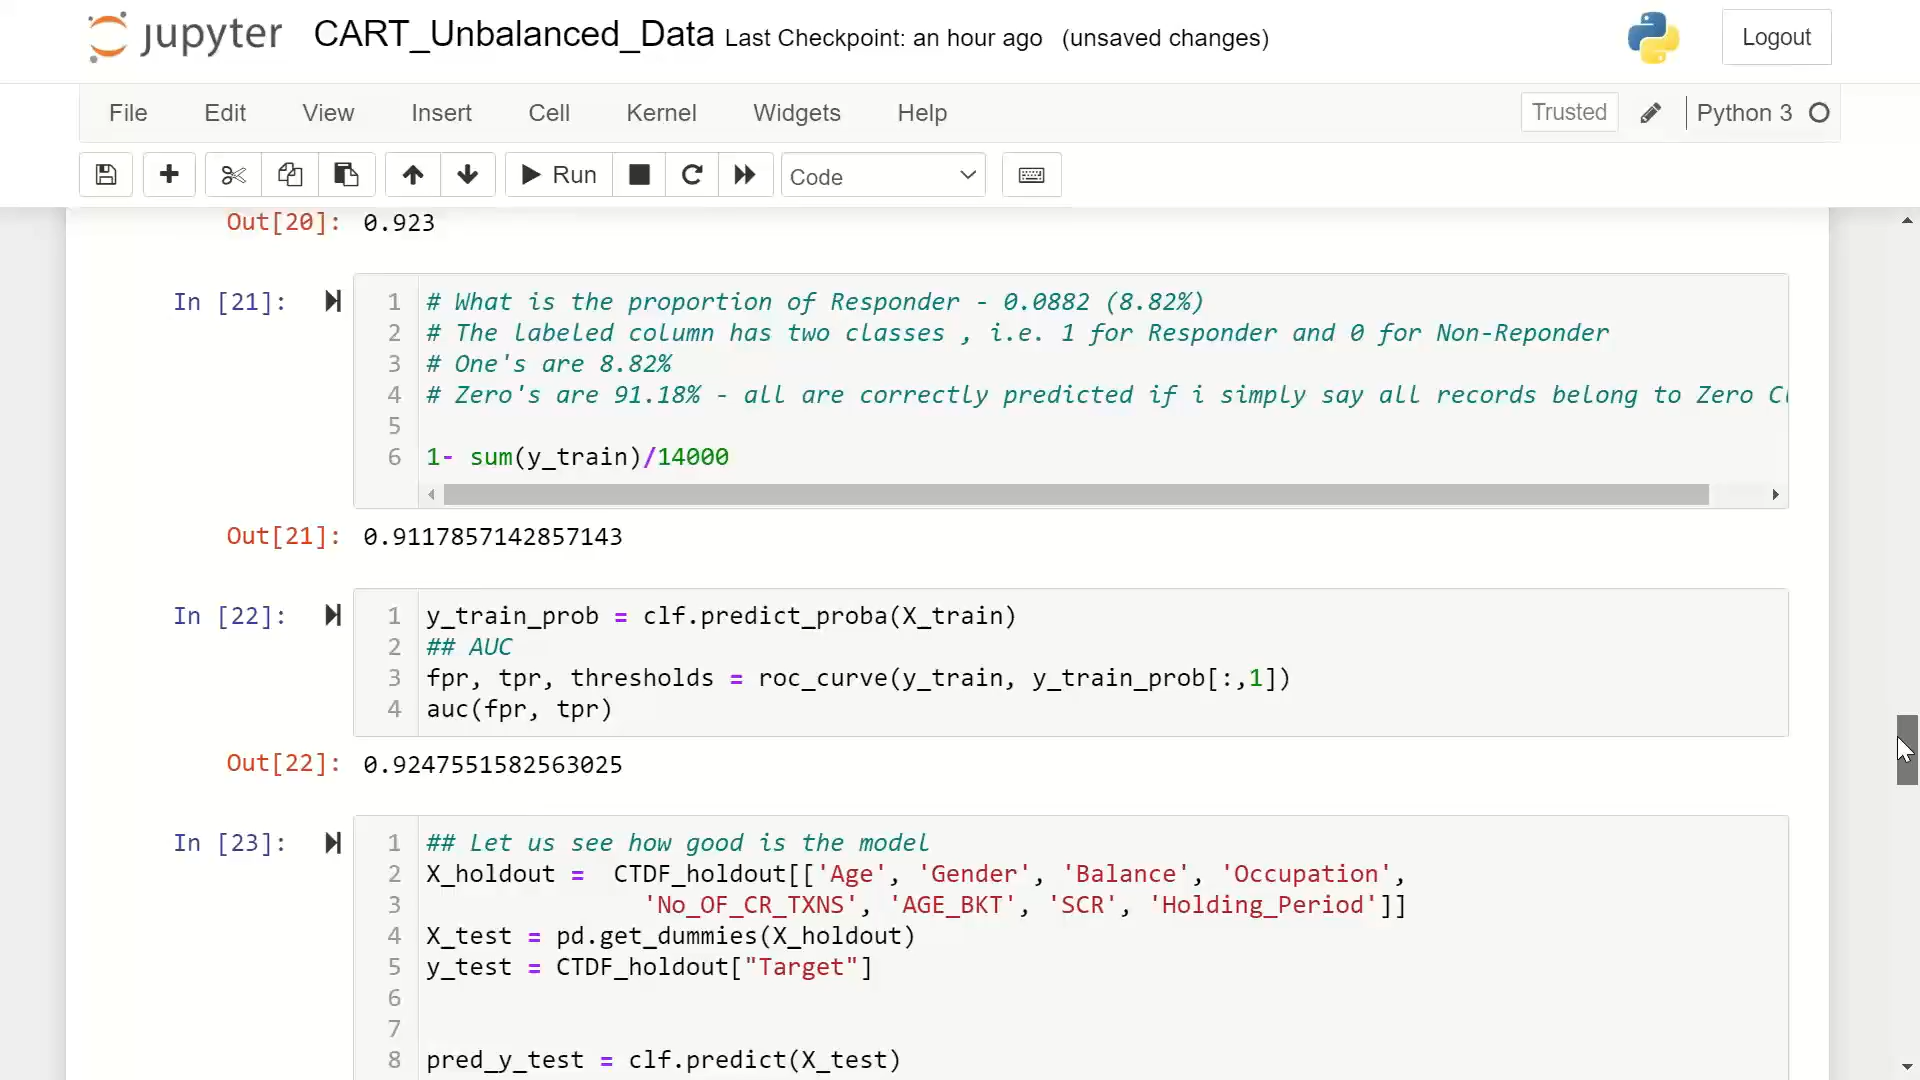 jupyter CART_Unbalanced_Data Last Checkpoint: an hour ago (unsaved changes) Logout
File Edit View Insert Cell Kernel Widgets Help Trusted Python 3
Run Code
Out[20]: 0.923
In [21]: 1 # What is the proportion of Responder - 0.0882 (8.82%)
2 # The labeled column has two classes , i.e. 1 for Responder and 0 for Non-Reponder
3 # One's are 8.82%
4 # Zero's are 91.18% - all are correctly predicted if i simply say all records belong to Zero
5
6 1- sum(y_train)/14000
Out[21]: 0.9117857142857143
In [22]: 1 y_train_prob = clf.predict_proba(X_train)
2 ## AUC
3 fpr, tpr, thresholds = roc_curve(y_train, y_train_prob[:,1])
4 auc(fpr, tpr)
Out[22]: 0.9247551582563025
In [23]: 1 ## Let us see how good is the model
2 X_holdout = CTDF_holdout[['Age', 'Gender', 'Balance', 'Occupation',
3 'No_OF_CR_TXNS', 'AGE_BKT', 'SCR', 'Holding_Period']]
4 X_test = pd.get_dummies(X_holdout)
5 y_test = CTDF_holdout["Target"]
6
7
8 pred_y_test = clf.predict(X_test)